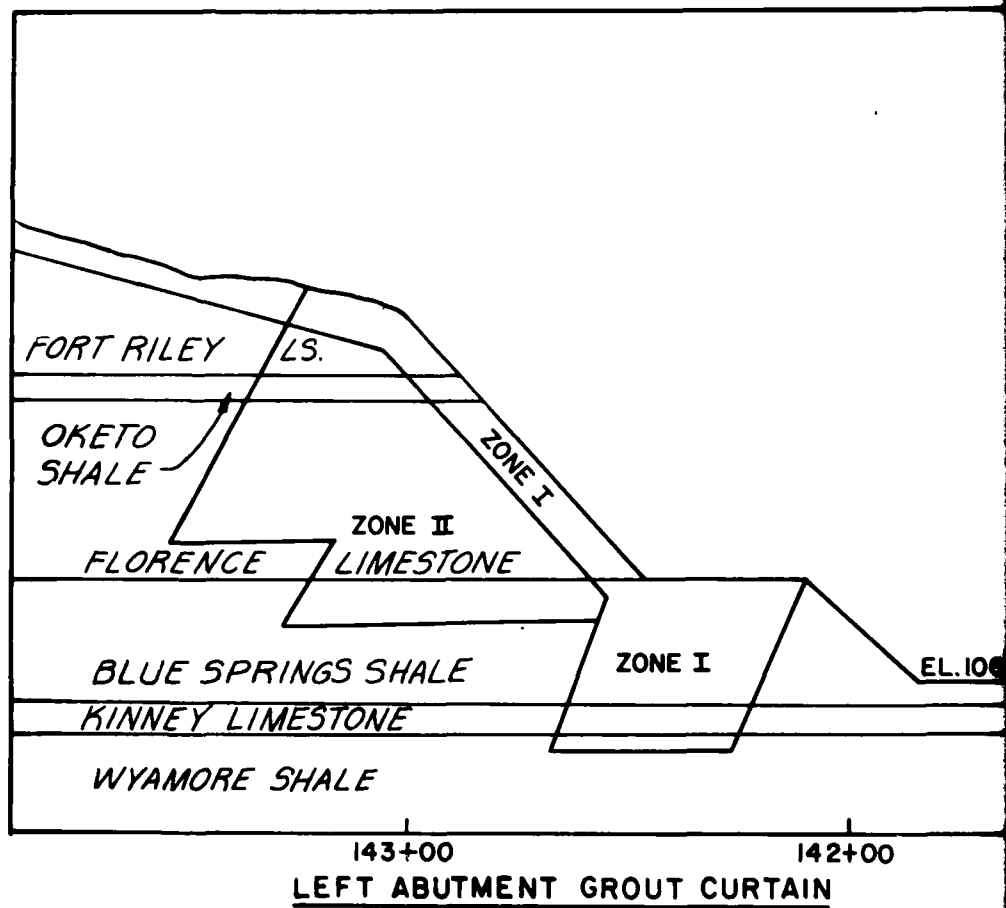 FORT RILEY LS.
OKETO
SHALE
ZONE I
ZONE II
FLORENCE LIMESTONE
BLUE SPRINGS SHALE
ZONE I
EL. 10
KINNEY LIMESTONE
WYAMORE SHALE
143+00
142+00
LEFT ABUTMENT GROUT CURTAIN